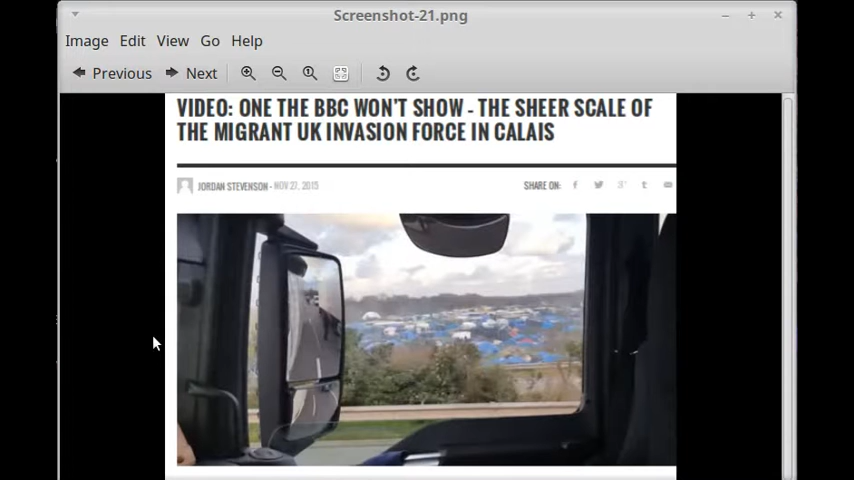 Screenshot-21.png
Image Edit View Go Help
Previous Next
VIDEO: ONE THE BBC WON'T SHOW - THE SHEER SCALE OF
THE MIGRANT UK INVASION FORCE IN CALAIS
JORDAN STEVENSON - NOV 27, 2015 SHARE ON: